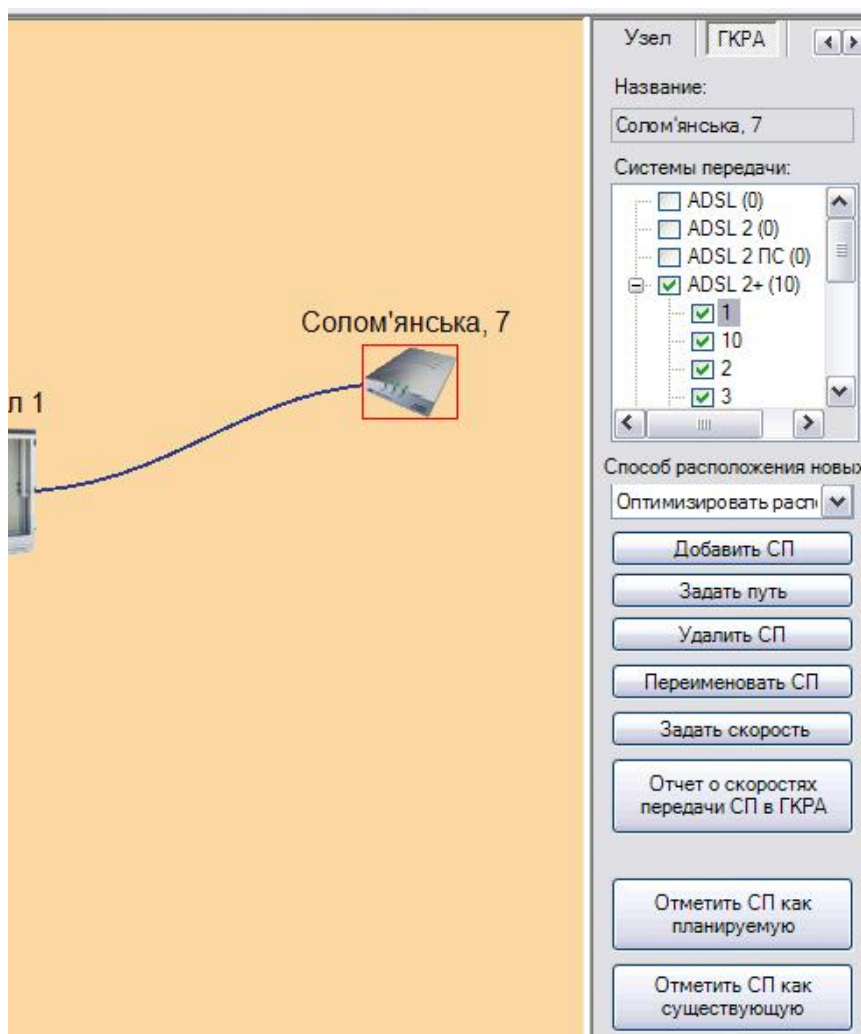 Узел ГКРА
Название:
Солом'янська, 7
Системы передачи:
ADSL (0)
ADSL 2 (0)
ADSL 2 ПС (0)
ADSL 2+ (10)
1
10
2
3
Солом'янська, 7
л 1
Способ расположения новых
Оптимизировать расп
Добавить СП
Задать путь
Удалить СП
Переименовать СП
Задать скорость
Отчет о скоростях
передачи СП в ГКРА
Отметить СП как
планируемую
Отметить СП как
существующую